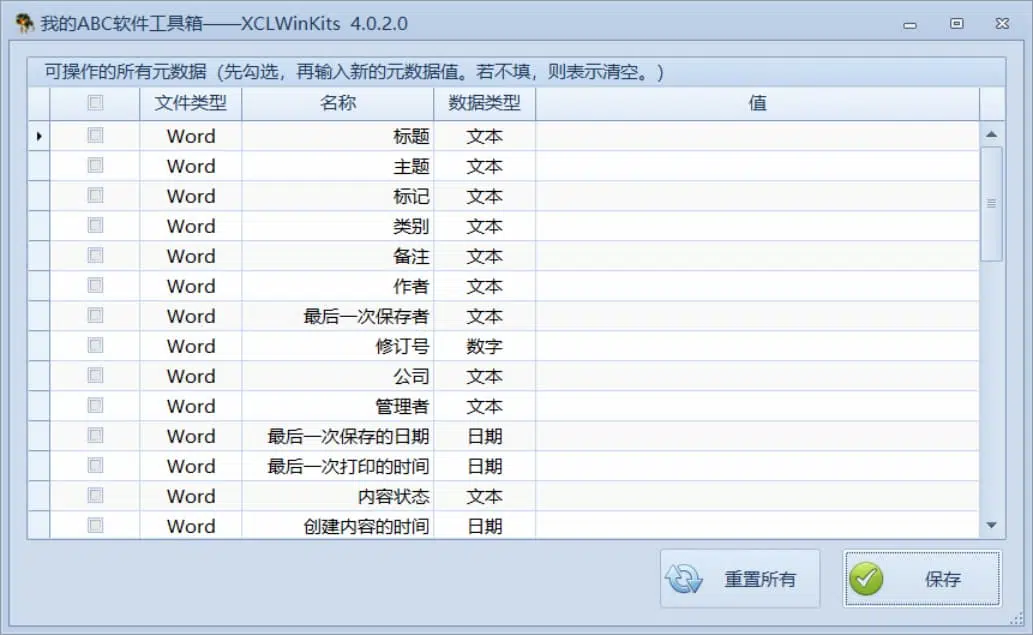 我的ABC软件工具箱——XCLWinKits 4.0.2.0
可操作的所有元数据（先勾选，再输入新的元数据值。若不填，则表示清空。）
文件类型 名称 数据类型 值
Word 标题 文本
Word 主题 文本
Word 标记 文本
Word 类别 文本
Word 备注 文本
Word 作者 文本
Word 最后一次保存者 文本
Word 修订号 数字
Word 公司 文本
Word 管理者 文本
Word 最后一次保存的日期 日期
Word 最后一次打印的时间 日期
Word 内容状态 文本
Word 创建内容的时间 日期
重置所有 保存